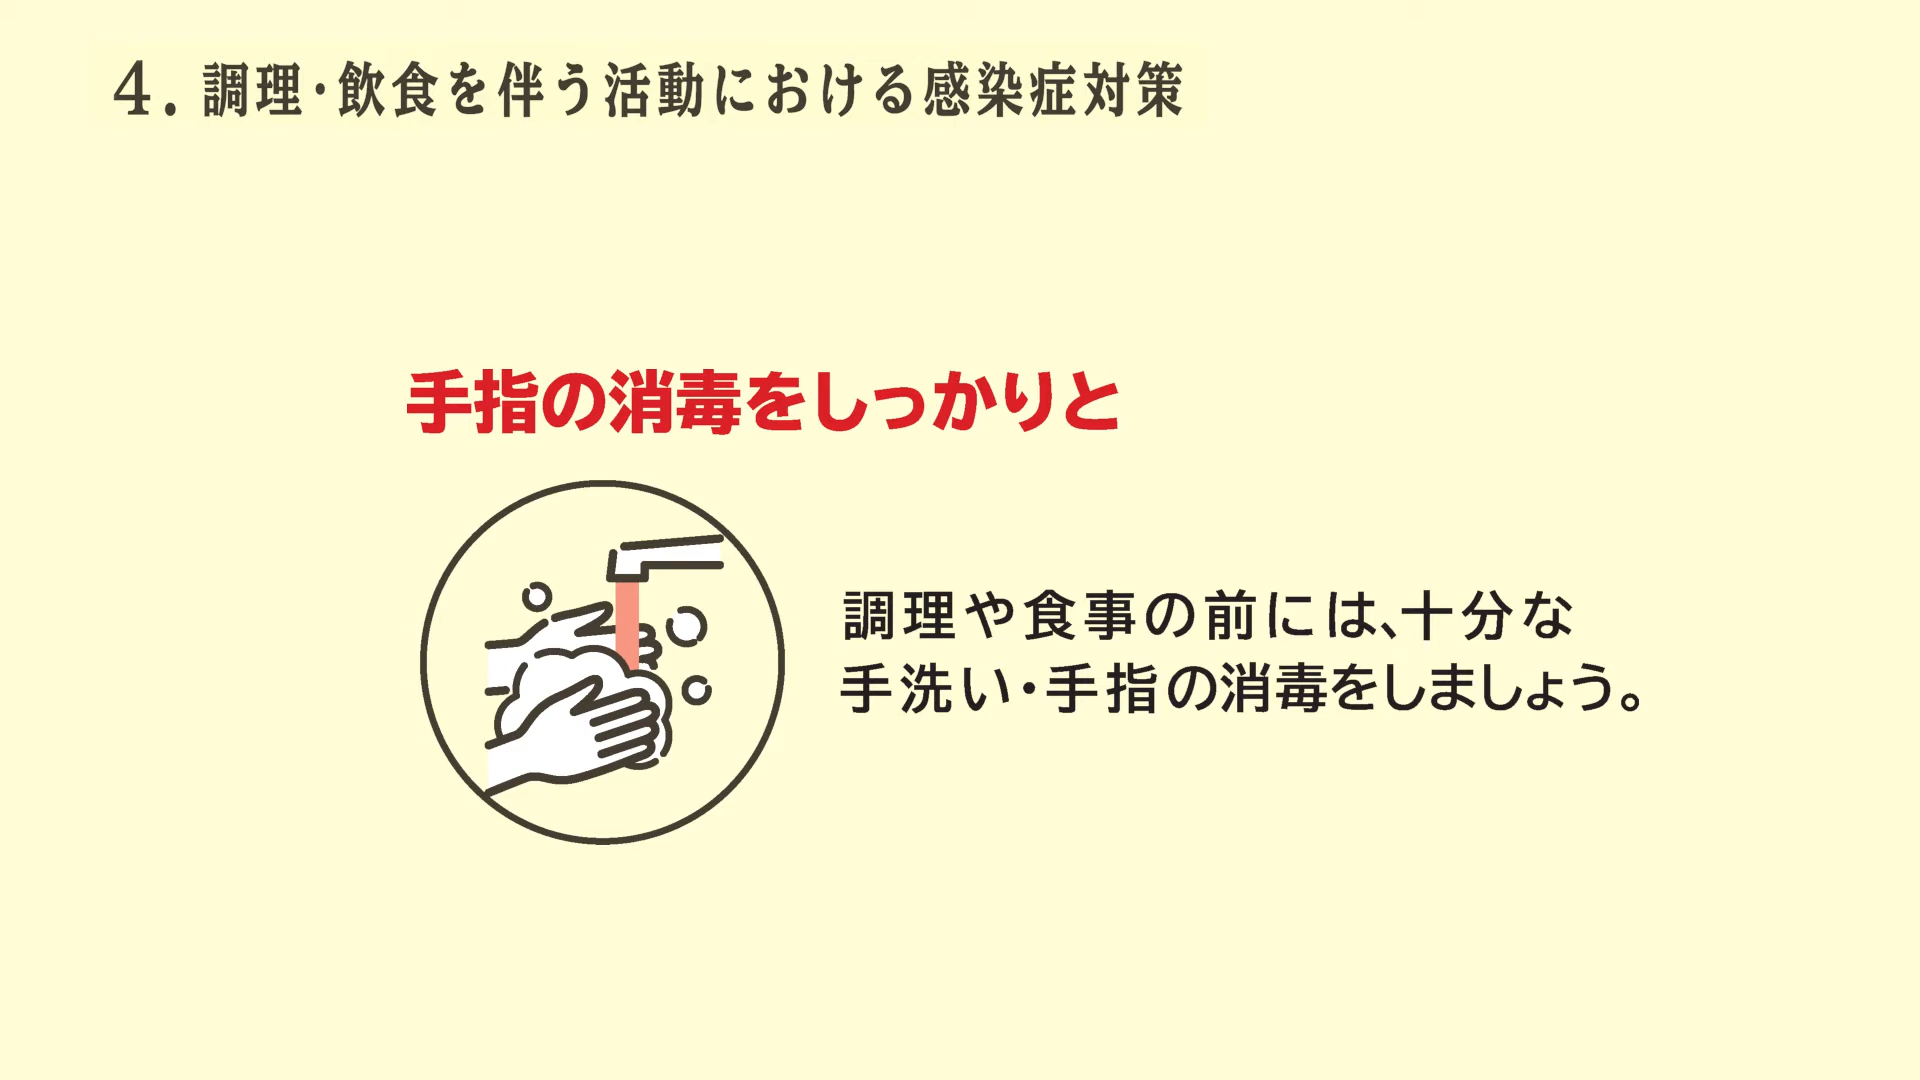 4. 調理・飲食を伴う活動における感染症対策
手指の消毒をしっかりと
調理や食事の前には、十分な
手洗い・手指の消毒をしましょう。